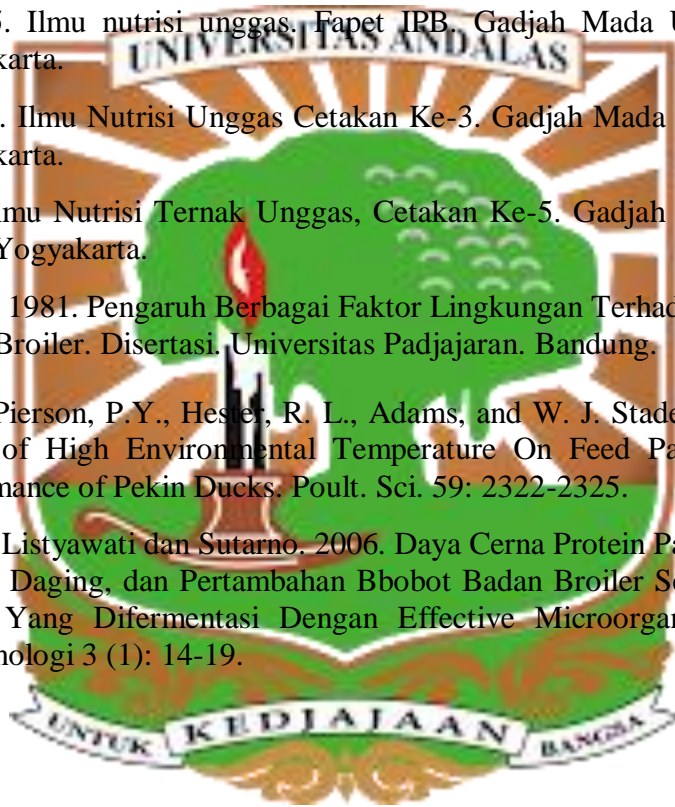 5. Ilmu nutrisi unggas. Fapet IPB. Gadjah Mada U
UNIVERSITAS ANDALAS
karta.
. Ilmu Nutrisi Unggas Cetakan Ke-3. Gadjah Mada
karta.
lmu Nutrisi Ternak Unggas, Cetakan Ke-5. Gadjah
Yogyakarta.
1981. Pengaruh Berbagai Faktor Lingkungan Terhad
Broiler. Disertasi. Universitas Padjajaran. Bandung.
Pierson, P.Y., Hester, R. L., Adams, and W. J. Stade
of High Environmental Temperature On Feed Pa
mance of Pekin Ducks. Poult. Sci. 59: 2322-2325.
Listyawati dan Sutarno. 2006. Daya Cerna Protein Pa
Daging, dan Pertambahan Bbobot Badan Broiler Se
Yang Difermentasi Dengan Effective Microorgan
nologi 3 (1): 14-19.
UNTUK KEDJAJAAN BANGSA